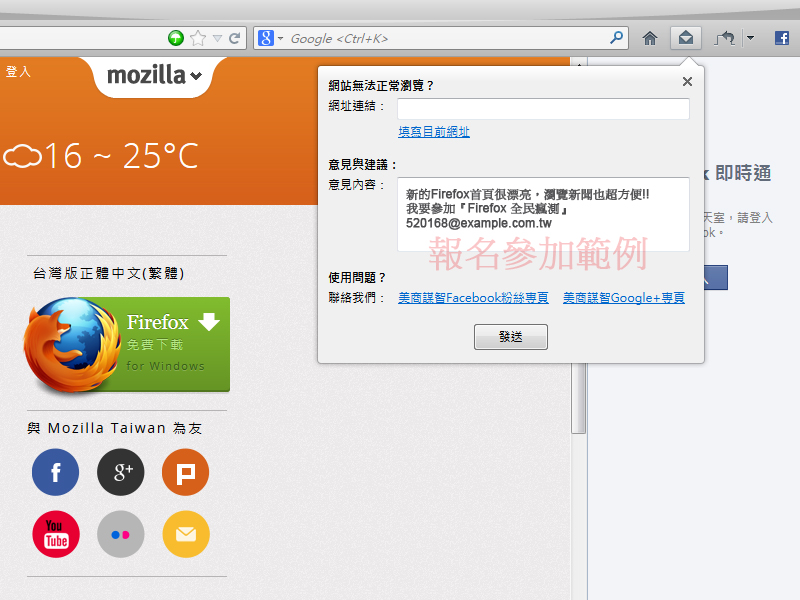 Google <Ctrl+K>
登入
mozilla
16 ~ 25°C
網站無法正常瀏覽？
網址連結：
填寫目前網址
意見與建議：
意見內容：
新的Firefox首頁很漂亮，瀏覽新聞也超方便!!
我要參加『Firefox 全民瘋測』
520168@example.com.tw
報名參加範例
使用問題？
聯絡我們：
美商謀智Facebook粉絲專頁
美商謀智Google+專頁
發送
k 即時通
天室，請登入
ok。
入
台灣版正體中文(繁體)
Firefox
免費下載
for Windows
與 Mozilla Taiwan 為友
f
g+
You
Tube